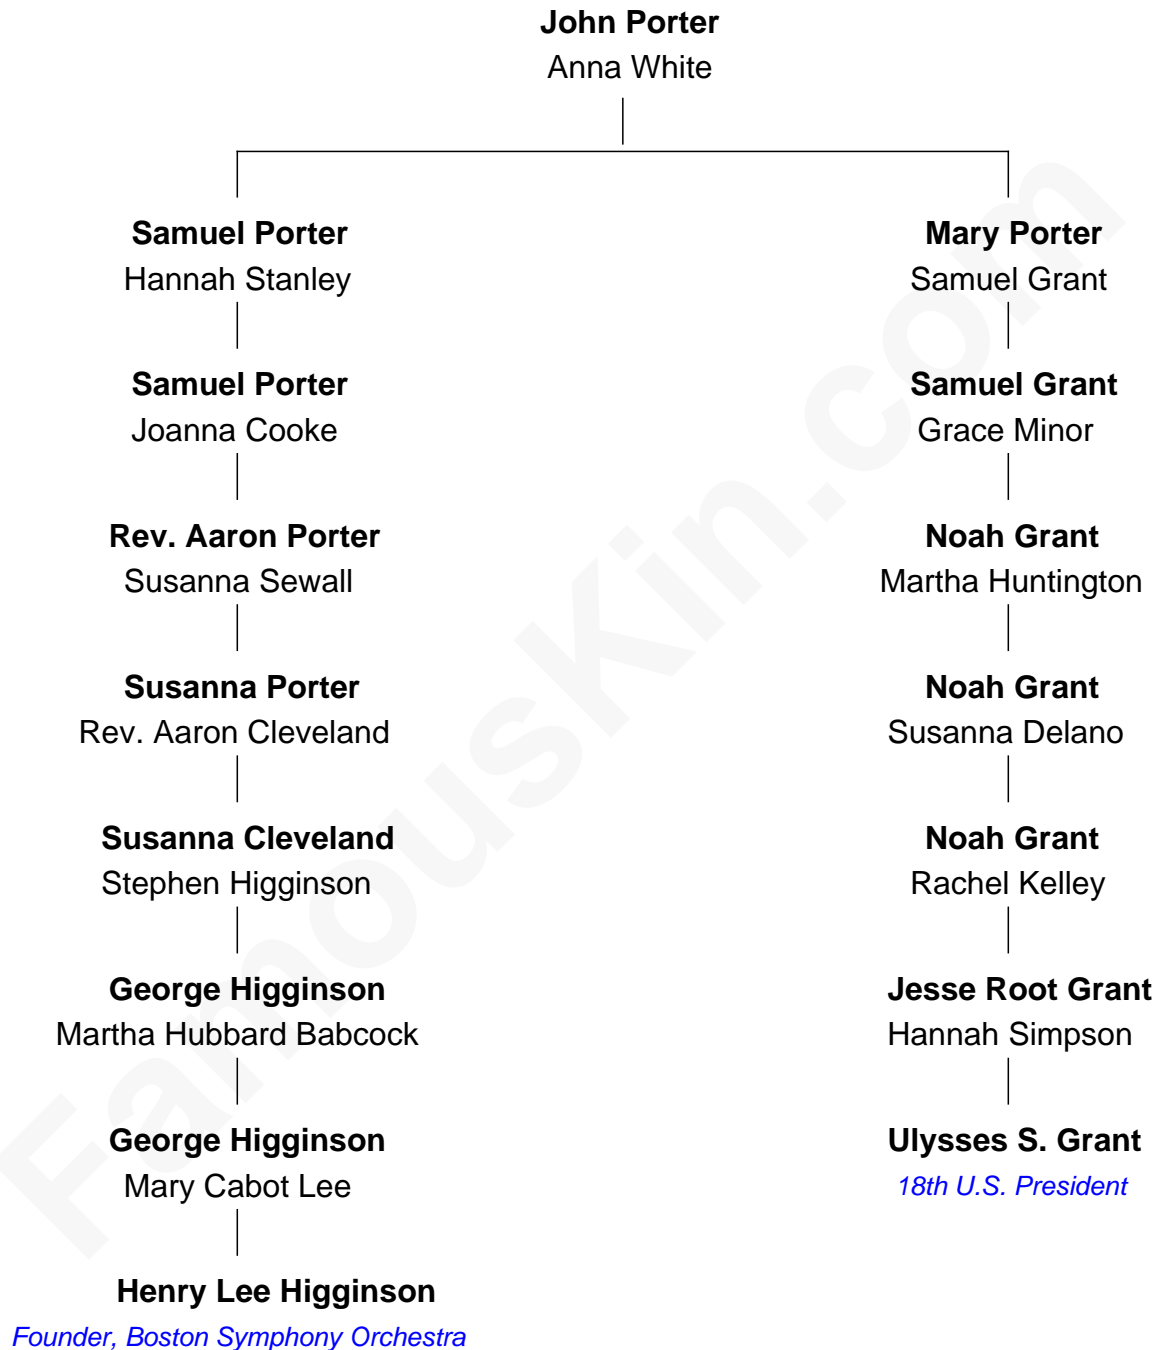 John Porter
Anna White
Samuel Porter
Hannah Stanley
Mary Porter
Samuel Grant
Samuel Porter
Joanna Cooke
Samuel Grant
Grace Minor
Rev. Aaron Porter
Susanna Sewall
Noah Grant
Martha Huntington
Susanna Porter
Rev. Aaron Cleveland
Noah Grant
Susanna Delano
Susanna Cleveland
Stephen Higginson
Noah Grant
Rachel Kelley
George Higginson
Martha Hubbard Babcock
Jesse Root Grant
Hannah Simpson
George Higginson
Mary Cabot Lee
Ulysses S. Grant
18th U.S. President
Henry Lee Higginson
Founder, Boston Symphony Orchestra
FamousKin.com